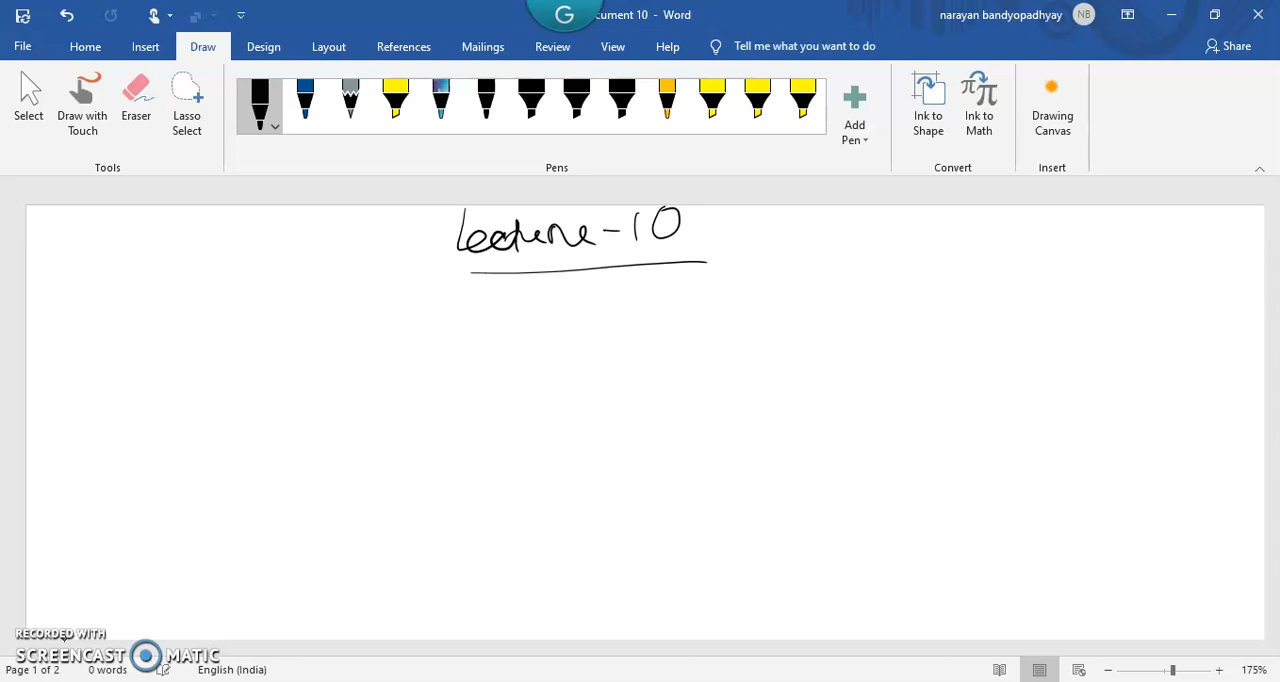 G cument 10 - Word narayan bandyopadhyay NB
File Home Insert Draw Design Layout References Mailings Review View Help Tell me what you want to do Share
Select Draw with Touch Eraser Lasso Select Add Pen Ink to Shape Ink to Math Drawing Canvas
Tools Pens Convert Insert
Lecture - 10
RECORDED WITH
SCREENCAST MATIC
Page 1 of 2 0 words English (India) 175%